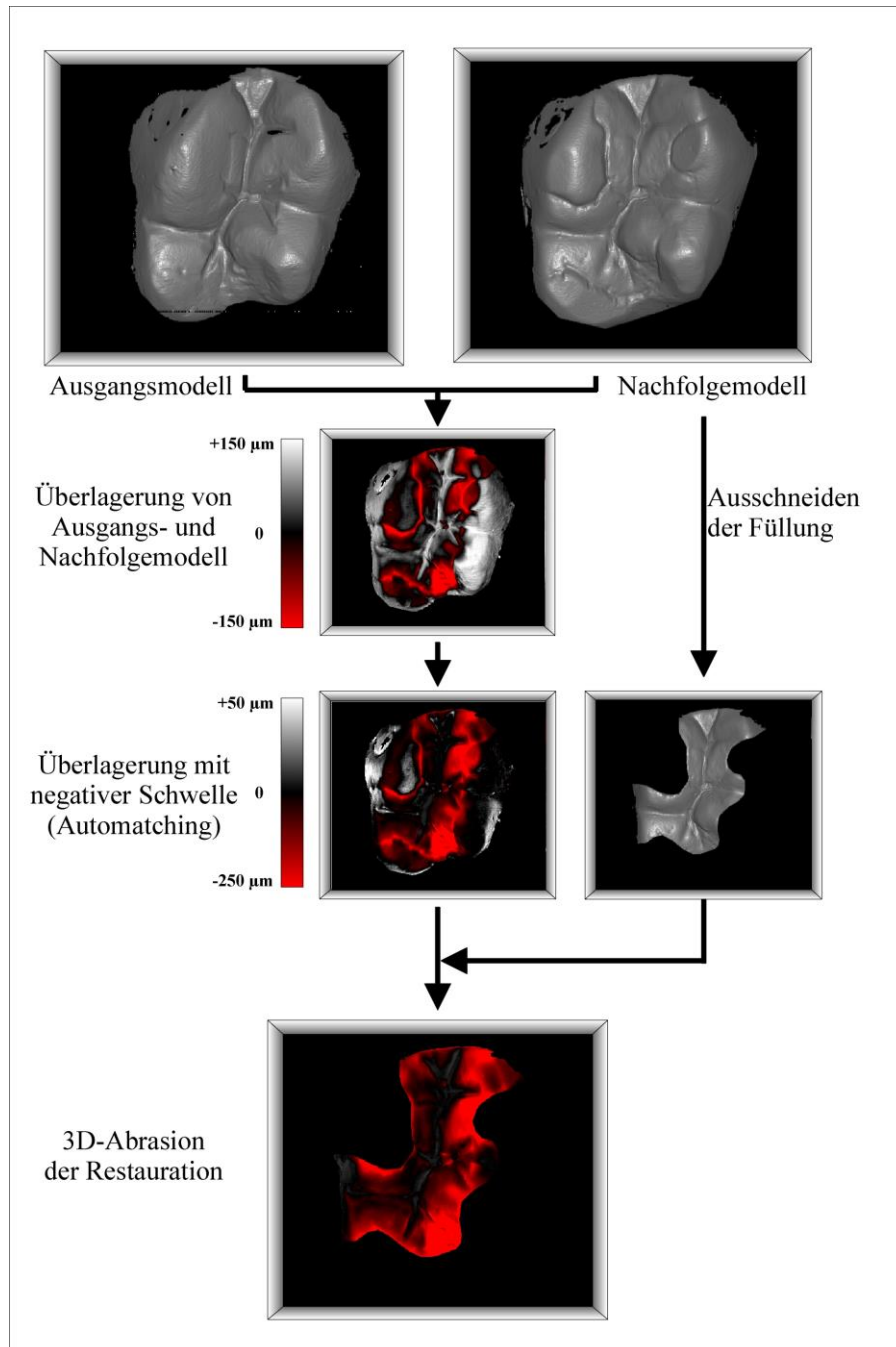 Ausgangsmodell
Nachfolgemodell
+150 µm
0
-150 µm
Überlagerung von
Ausgangs- und
Nachfolgemodell
Ausschneiden
der Füllung
+50 µm
0
-250 µm
Überlagerung mit
negativer Schwelle
(Automatching)
3D-Abrasion
der Restauration